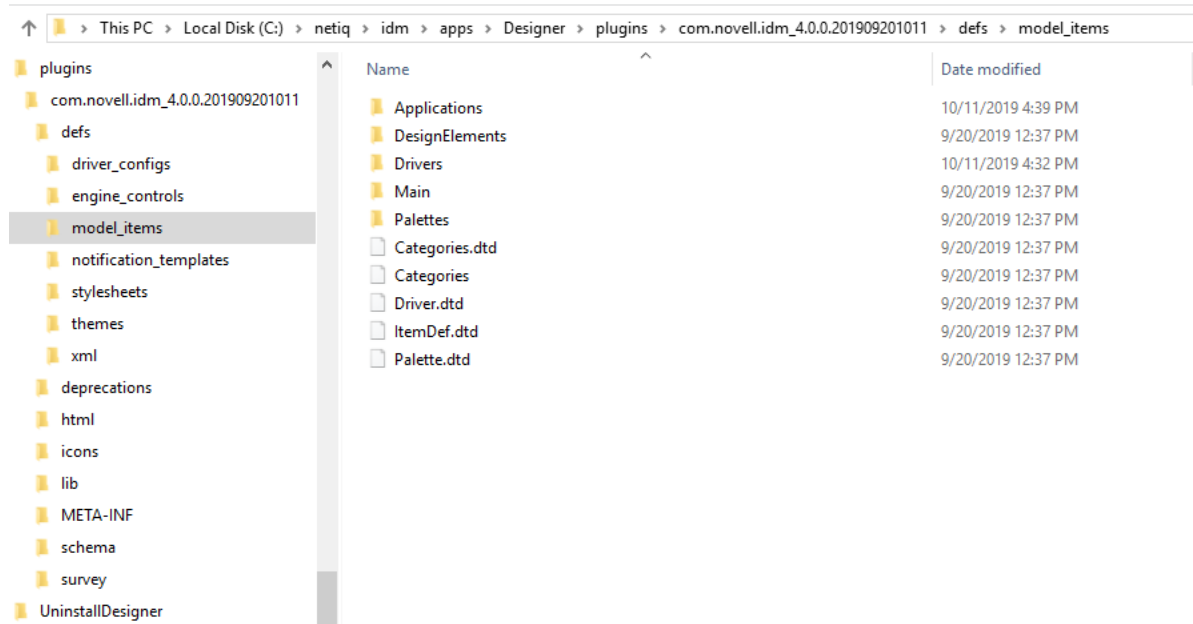 This PC > Local Disk (C:) > netiq > idm > apps > Designer > plugins > com.novell.idm_4.0.0.201909201011 > defs > model_items
plugins
com.novell.idm_4.0.0.201909201011
defs
driver_configs
engine_controls
model_items
notification_templates
stylesheets
themes
xml
deprecations
html
icons
lib
META-INF
schema
survey
UninstallDesigner
Name Date modified
Applications 10/11/2019 4:39 PM
DesignElements 9/20/2019 12:37 PM
Drivers 10/11/2019 4:32 PM
Main 9/20/2019 12:37 PM
Palettes 9/20/2019 12:37 PM
Categories.dtd 9/20/2019 12:37 PM
Categories 9/20/2019 12:37 PM
Driver.dtd 9/20/2019 12:37 PM
ItemDef.dtd 9/20/2019 12:37 PM
Palette.dtd 9/20/2019 12:37 PM